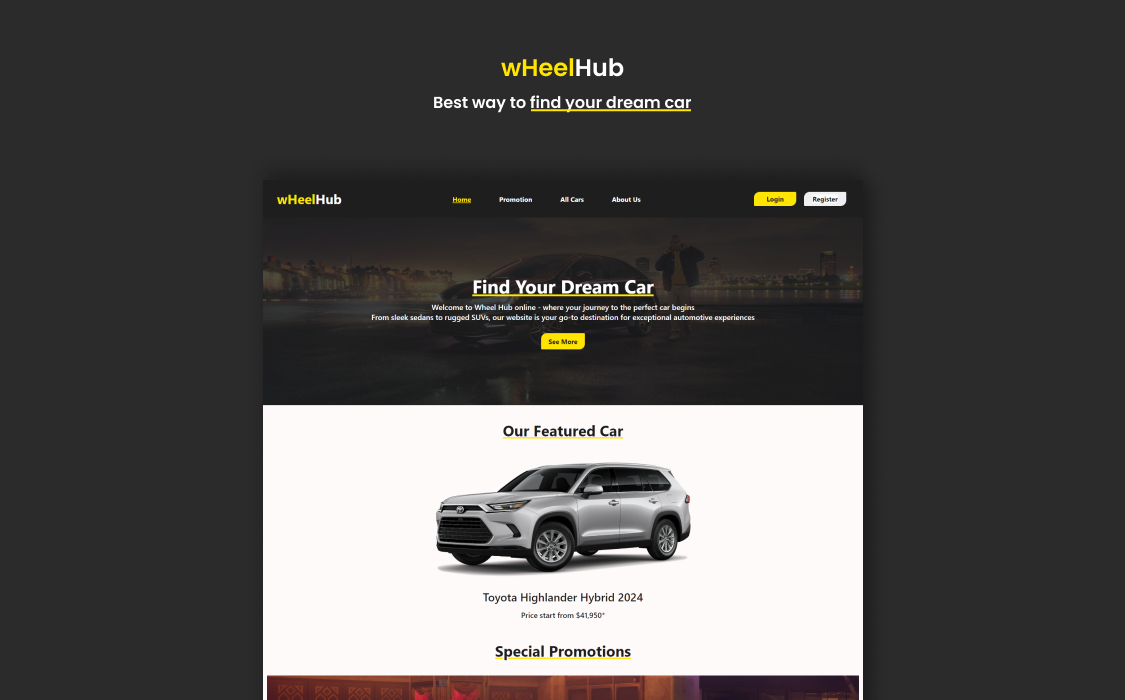 wHeelHub
Best way to find your dream car
wHeelHub
Home
Promotion
All Cars
About Us
Login
Register
Find Your Dream Car
Welcome to Wheel Hub online - where your journey to the perfect car begins
From sleek sedans to rugged SUVs, our website is your go-to destination for exceptional automotive experiences
See More
Our Featured Car
Toyota Highlander Hybrid 2024
Price start from $41,950*
Special Promotions